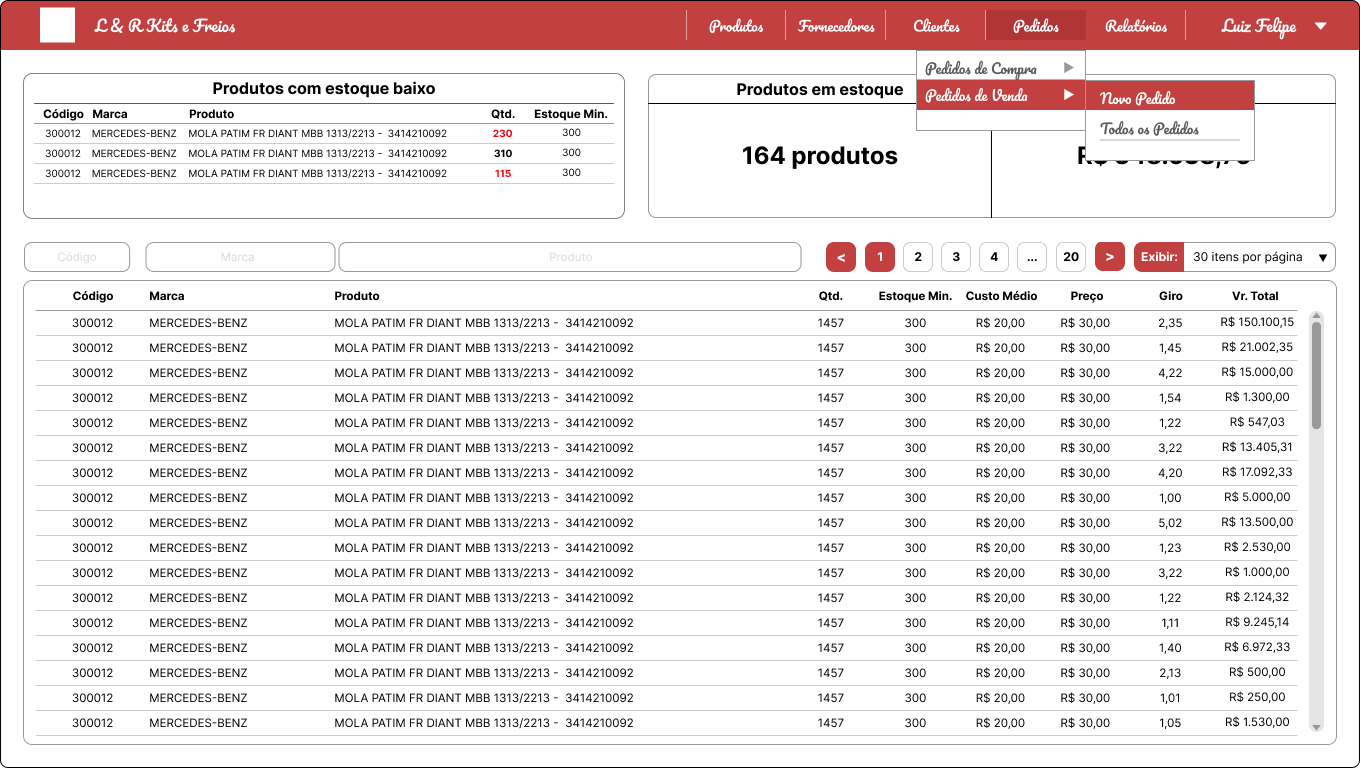 L & R Kits e Freios Produtos Fornecedores Clientes Pedidos Relatórios Luiz Felipe
Pedidos de Compra
Pedidos de Venda
Novo Pedido
Todos os Pedidos
Produtos com estoque baixo
Código Marca Produto Qtd. Estoque Min.
300012 MERCEDES-BENZ MOLA PATIM FR DIANT MBB 1313/2213 - 3414210092 230 300
300012 MERCEDES-BENZ MOLA PATIM FR DIANT MBB 1313/2213 - 3414210092 310 300
300012 MERCEDES-BENZ MOLA PATIM FR DIANT MBB 1313/2213 - 3414210092 115 300
Produtos em estoque
164 produtos
R$
Código Marca Produto < 1 2 3 4 ... 20 > Exibir: 30 itens por página
Código Marca Produto Qtd. Estoque Min. Custo Médio Preço Giro Vr. Total
300012 MERCEDES-BENZ MOLA PATIM FR DIANT MBB 1313/2213 - 3414210092 1457 300 R$ 20,00 R$ 30,00 2,35 R$ 150.100,15
300012 MERCEDES-BENZ MOLA PATIM FR DIANT MBB 1313/2213 - 3414210092 1457 300 R$ 20,00 R$ 30,00 1,45 R$ 21.002,35
300012 MERCEDES-BENZ MOLA PATIM FR DIANT MBB 1313/2213 - 3414210092 1457 300 R$ 20,00 R$ 30,00 4,22 R$ 15.000,00
300012 MERCEDES-BENZ MOLA PATIM FR DIANT MBB 1313/2213 - 3414210092 1457 300 R$ 20,00 R$ 30,00 1,54 R$ 1.300,00
300012 MERCEDES-BENZ MOLA PATIM FR DIANT MBB 1313/2213 - 3414210092 1457 300 R$ 20,00 R$ 30,00 1,22 R$ 547,03
300012 MERCEDES-BENZ MOLA PATIM FR DIANT MBB 1313/2213 - 3414210092 1457 300 R$ 20,00 R$ 30,00 3,22 R$ 13.405,31
300012 MERCEDES-BENZ MOLA PATIM FR DIANT MBB 1313/2213 - 3414210092 1457 300 R$ 20,00 R$ 30,00 4,20 R$ 17.092,33
300012 MERCEDES-BENZ MOLA PATIM FR DIANT MBB 1313/2213 - 3414210092 1457 300 R$ 20,00 R$ 30,00 1,00 R$ 5.000,00
300012 MERCEDES-BENZ MOLA PATIM FR DIANT MBB 1313/2213 - 3414210092 1457 300 R$ 20,00 R$ 30,00 5,02 R$ 13.500,00
300012 MERCEDES-BENZ MOLA PATIM FR DIANT MBB 1313/2213 - 3414210092 1457 300 R$ 20,00 R$ 30,00 1,23 R$ 2.530,00
300012 MERCEDES-BENZ MOLA PATIM FR DIANT MBB 1313/2213 - 3414210092 1457 300 R$ 20,00 R$ 30,00 3,22 R$ 1.000,00
300012 MERCEDES-BENZ MOLA PATIM FR DIANT MBB 1313/2213 - 3414210092 1457 300 R$ 20,00 R$ 30,00 1,22 R$ 2.124,32
300012 MERCEDES-BENZ MOLA PATIM FR DIANT MBB 1313/2213 - 3414210092 1457 300 R$ 20,00 R$ 30,00 1,11 R$ 9.245,14
300012 MERCEDES-BENZ MOLA PATIM FR DIANT MBB 1313/2213 - 3414210092 1457 300 R$ 20,00 R$ 30,00 1,40 R$ 6.972,33
300012 MERCEDES-BENZ MOLA PATIM FR DIANT MBB 1313/2213 - 3414210092 1457 300 R$ 20,00 R$ 30,00 2,13 R$ 500,00
300012 MERCEDES-BENZ MOLA PATIM FR DIANT MBB 1313/2213 - 3414210092 1457 300 R$ 20,00 R$ 30,00 1,01 R$ 250,00
300012 MERCEDES-BENZ MOLA PATIM FR DIANT MBB 1313/2213 - 3414210092 1457 300 R$ 20,00 R$ 30,00 1,05 R$ 1.530,00